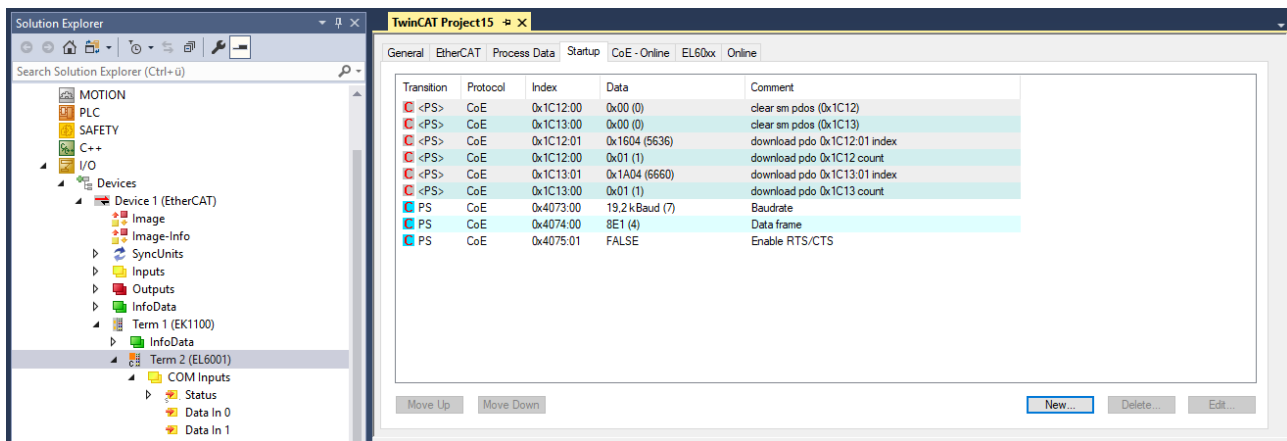 Solution Explorer
Search Solution Explorer (Ctrl+ü)
MOTION
PLC
SAFETY
C++
I/O
Devices
Device 1 (EtherCAT)
Image
Image-Info
SyncUnits
Inputs
Outputs
InfoData
Term 1 (EK1100)
InfoData
Term 2 (EL6001)
COM Inputs
Status
Data In 0
Data In 1
TwinCAT Project15
General EtherCAT Process Data Startup CoE - Online EL60xx Online
Transition Protocol Index Data Comment
C <PS> CoE 0x1C12:00 0x00 (0) clear sm pdos (0x1C12)
C <PS> CoE 0x1C13:00 0x00 (0) clear sm pdos (0x1C13)
C <PS> CoE 0x1C12:01 0x1604 (5636) download pdo 0x1C12:01 index
C <PS> CoE 0x1C12:00 0x01 (1) download pdo 0x1C12 count
C <PS> CoE 0x1C13:01 0x1A04 (6660) download pdo 0x1C13:01 index
C <PS> CoE 0x1C13:00 0x01 (1) download pdo 0x1C13 count
C PS CoE 0x4073:00 19,2 kBaud (7) Baudrate
C PS CoE 0x4074:00 8E1 (4) Data frame
C PS CoE 0x4075:01 FALSE Enable RTS/CTS
Move Up Move Down New... Delete... Edit...